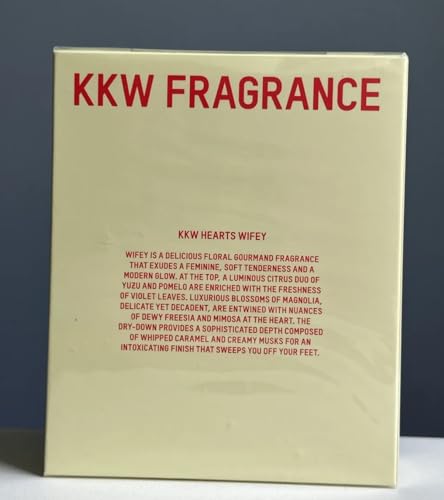 KKW FRAGRANCE
KKW HEARTS WIFEY
WIFEY IS A DELICIOUS FLORAL GOURMAND FRAGRANCE
THAT EXUDES A FEMININE, SOFT TENDERNESS AND A
MODERN GLOW. AT THE TOP, A LUMINOUS CITRUS DUO OF
YUZU AND POMELO ARE ENRICHED WITH THE FRESHNESS
OF VIOLET LEAVES. LUXURIOUS BLOSSOMS OF MAGNOLIA,
DELICATE YET DECADENT, ARE ENTWINED WITH NUANCES
OF DEWY FREESIA AND MIMOSA AT THE HEART. THE
DRY-DOWN PROVIDES A SOPHISTICATED DEPTH COMPOSED
OF WHIPPED CARAMEL AND CREAMY MUSKS FOR AN
INTOXICATING FINISH THAT SWEEPS YOU OFF YOUR FEET.